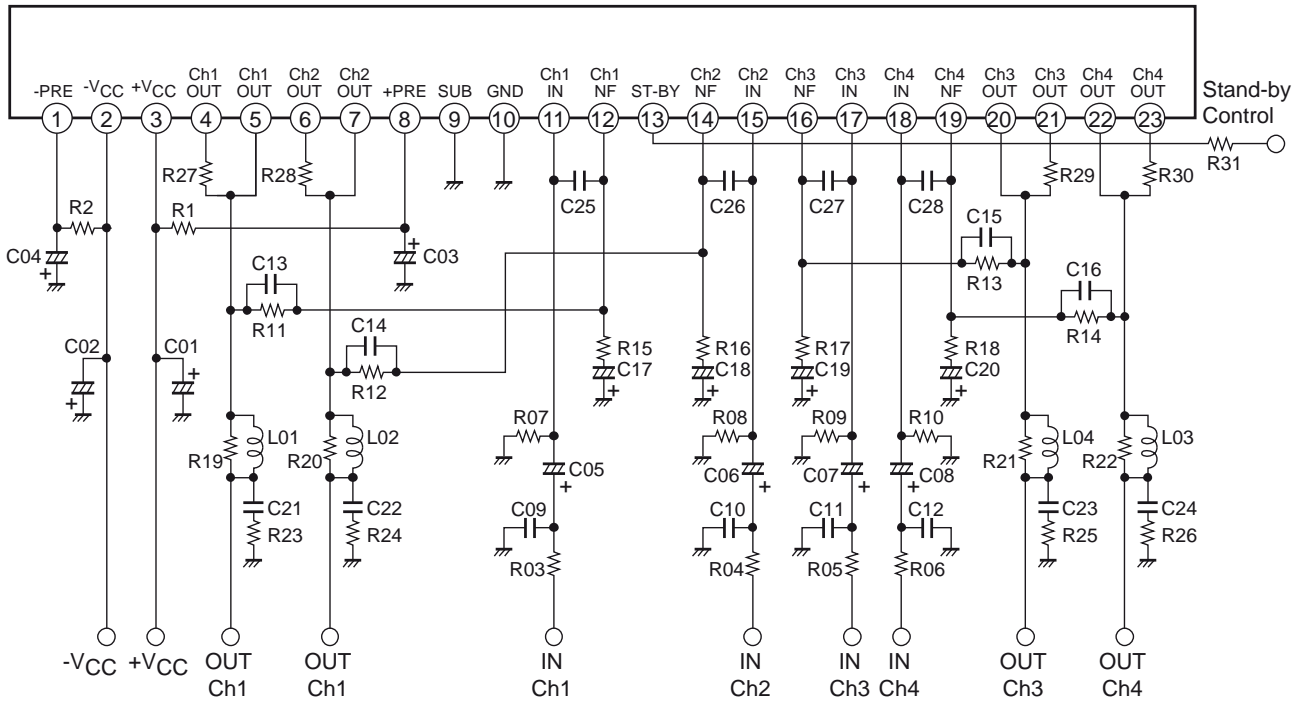 Ch1 Ch1 Ch2 Ch2 Ch1 Ch1 Ch2 Ch2 Ch3 Ch3 Ch4 Ch4 Ch3 Ch3 Ch4 Ch4
-PRE -VCC +VCC OUT OUT OUT OUT +PRE SUB GND IN NF ST-BY NF IN NF IN IN NF OUT OUT OUT OUT
Stand-by
Control
1 2 3 4 5 6 7 8 9 10 11 12 13 14 15 16 17 18 19 20 21 22 23
R31
R27 R28 R29 R30
C25 C26 C27 C28
R2 R1 C15
C04 + + C03 R13
C13 C16
R11 R14
C14
C02 C01 R15 R16 R17 R18
+ + R12 C17 C18 C19 C20
+ + + +
R07 R08 R09 R10
L01 L02 L04 L03
R19 R20 C05 C06 C07 C08 R21 R22
+ + + +
C21 C22 C09 C10 C11 C12 C23 C24
R23 R24 R25 R26
R03 R04 R05 R06
-VCC +VCC OUT OUT IN IN IN IN OUT OUT
Ch1 Ch1 Ch1 Ch2 Ch3 Ch4 Ch3 Ch4